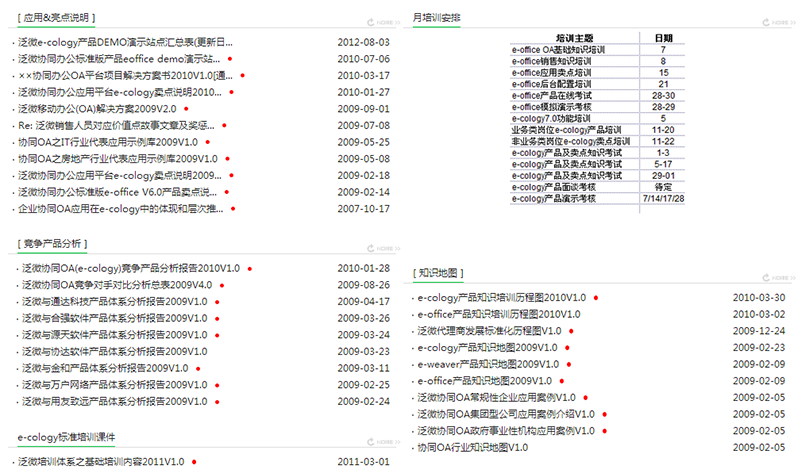 [ 应用&亮点说明 ]
MORE
· 泛微e-cology产品DEMO演示站点汇总表(更新日... 2012-08-03
· 泛微协同办公标准版产品eoffice demo演示站... 2010-07-06
· ××协同办公OA平台项目解决方案书2010V1.0[通... 2010-03-17
· 泛微协同办公应用平台e-cology卖点说明2010... 2010-01-27
· 泛微移动办公(OA)解决方案2009V2.0 2009-09-01
· Re: 泛微销售人员对应价值点故事文章及奖惩... 2009-07-08
· 协同OA之IT行业代表应用示例库2009V1.0 2009-05-25
· 协同OA之房地产行业代表应用示例库2009V1.0 2009-05-08
· 泛微协同办公应用平台e-cology卖点说明2009... 2009-02-18
· 泛微协同办公标准版e-office V6.0产品卖点说... 2009-02-14
· 企业协同OA应用在e-cology中的体现和层次推... 2007-10-17
[ 竞争产品分析 ]
MORE
· 泛微协同OA(e-cology)竞争产品分析报告2010V1.0 2010-01-28
· 泛微协同OA竞争对手对比分析总表2009V4.0 2009-08-26
· 泛微与通达科技产品体系分析报告2009V1.0 2009-04-17
· 泛微与合强软件产品体系分析报告2009V1.0 2009-03-26
· 泛微与源天软件产品体系分析报告2009V1.0 2009-03-24
· 泛微与协达软件产品体系分析报告2009V1.0 2009-03-23
· 泛微与金和产品体系分析报告2009V1.0 2009-03-11
· 泛微与万户网络产品体系分析报告2009V1.0 2009-02-25
· 泛微与用友致远产品体系分析报告2009V1.0 2009-02-24
e-cology标准培训课件
MORE
· 泛微培训体系之基础培训内容2011V1.0 2011-03-01
月培训安排
培训主题 日期
e-office OA基础知识培训 7
e-office销售知识培训 8
e-office应用卖点培训 15
e-office后台配置培训 21
e-office产品在线考试 28-30
e-office模拟演示考核 28-29
e-cology7.0功能培训 5
业务类岗位e-cology产品培训 11-20
非业务类岗位e-cology卖点培训 11-22
e-cology产品及卖点知识考试 1-3
e-cology产品及卖点知识考试 5-17
e-cology产品及卖点知识考试 29-01
e-cology产品面谈考核 待定
e-cology产品演示考核 7/14/17/28
[ 知识地图 ]
MORE
· e-cology产品知识培训历程图2010V1.0 2010-03-30
· e-office产品知识培训历程图2010V1.0 2010-03-02
· 泛微代理商发展标准化历程图V1.0 2009-12-24
· e-cology产品知识地图2009V1.0 2009-02-23
· e-weaver产品知识地图2009V1.0 2009-02-09
· e-office产品知识地图2009V1.0 2009-02-09
· 泛微协同OA常规性企业应用案例V1.0 2009-02-05
· 泛微协同OA集团型公司应用案例介绍V1.0 2009-02-05
· 泛微协同OA政府事业性机构应用案例V1.0 2009-02-05
· 协同OA行业知识地图V1.0 2009-02-05